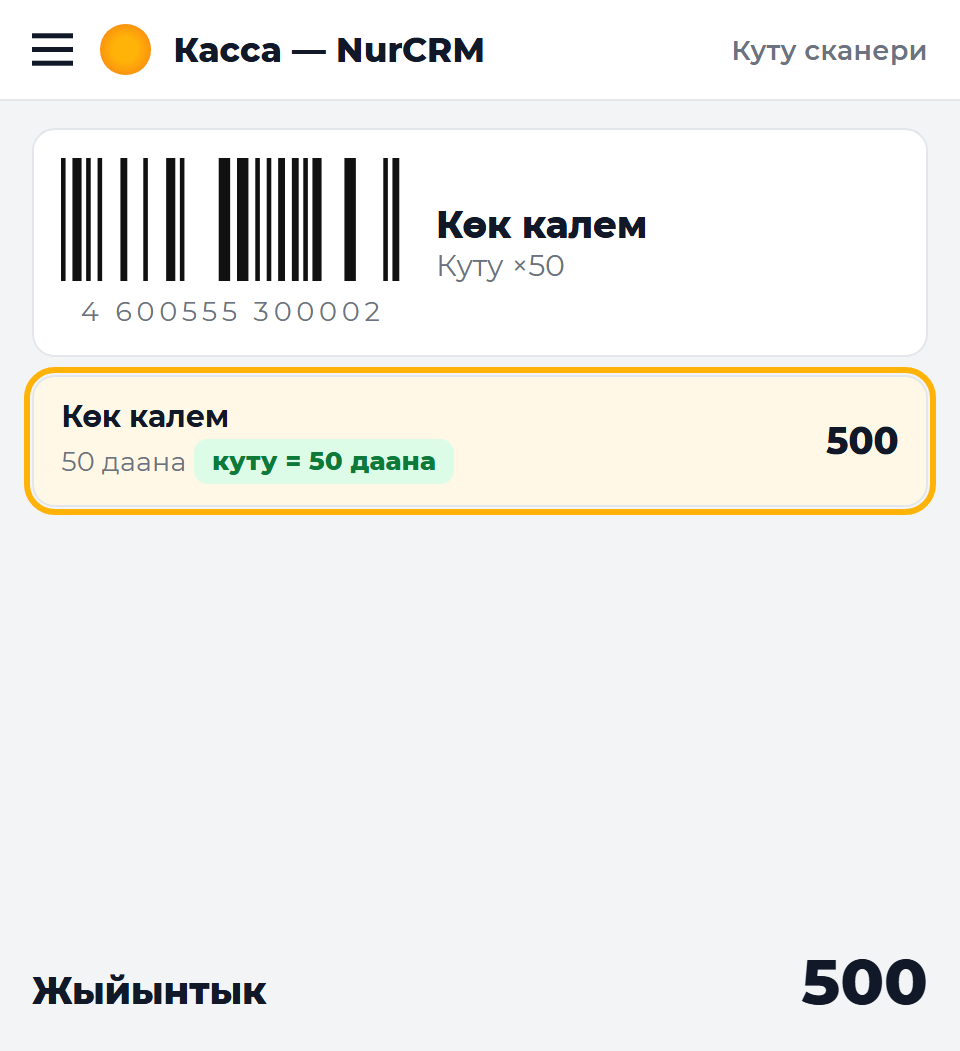 Касса — NurCRM
Куту сканери
4 600555 300002
Көк калем
Куту ×50
Көк калем
50 даана куту = 50 даана
500
Жыйынтык
500